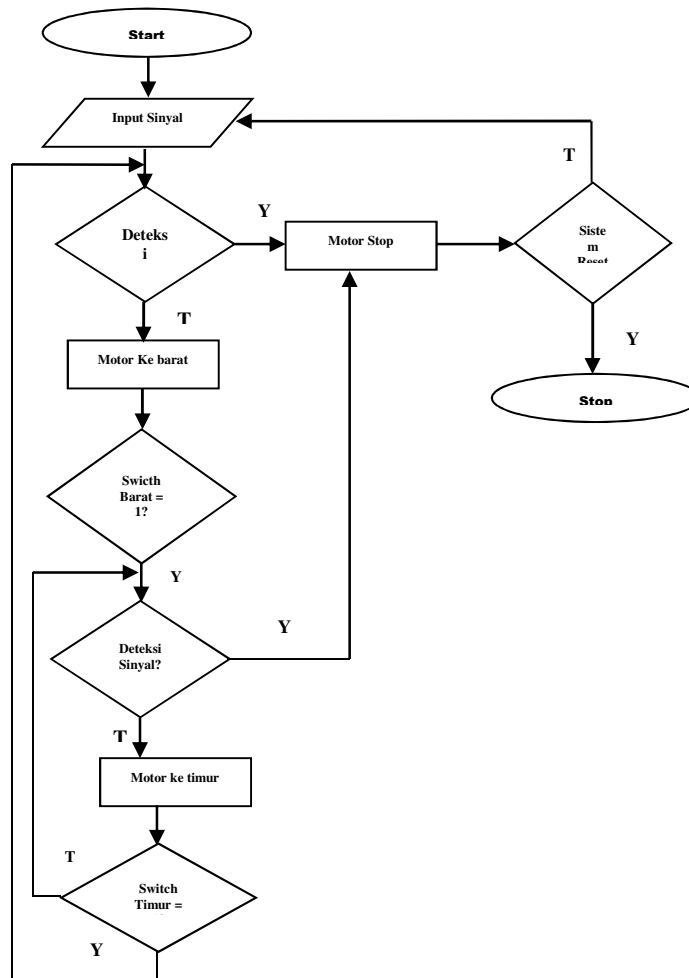 Start
Input Sinyal
T
Deteks
i
Y
Motor Stop
Siste
m
Reset
T
Y
Motor Ke barat
Stop
Swicth
Barat =
1?
Y
Deteksi
Sinyal?
Y
T
Motor ke timur
T
Switch
Timur =
Y